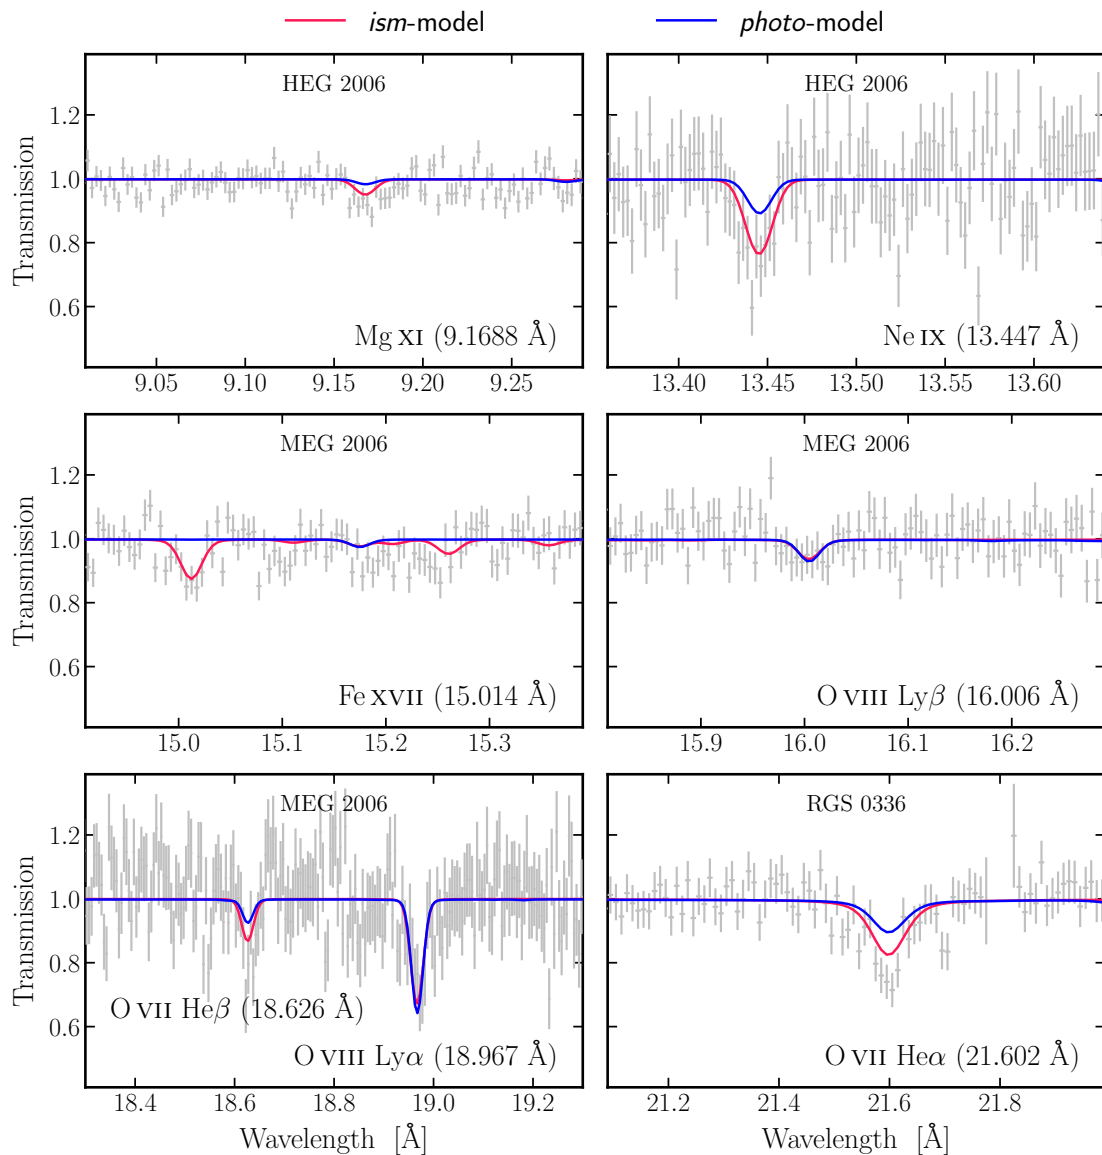 ism-model photo-model
HEG 2006
Transmission
1.2
1.0
0.8
0.6
Mg XI (9.1688 Å)
9.05 9.10 9.15 9.20 9.25
HEG 2006
Ne IX (13.447 Å)
13.40 13.45 13.50 13.55 13.60
MEG 2006
Transmission
1.2
1.0
0.8
0.6
Fe XVII (15.014 Å)
15.0 15.1 15.2 15.3
MEG 2006
O VIII Lyβ (16.006 Å)
15.9 16.0 16.1 16.2
MEG 2006
Transmission
1.2
1.0
0.8
0.6
O VII Heβ (18.626 Å)
O VIII Lyα (18.967 Å)
18.4 18.6 18.8 19.0 19.2
Wavelength [Å]
RGS 0336
O VII Heα (21.602 Å)
21.2 21.4 21.6 21.8
Wavelength [Å]